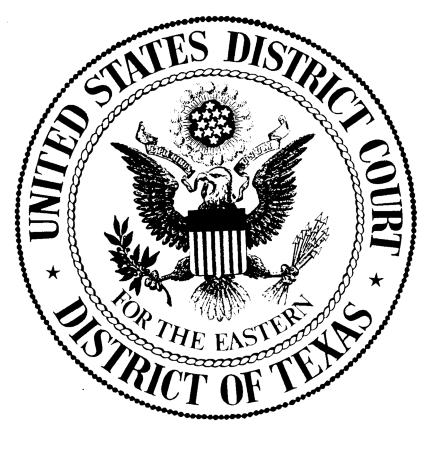 UNITED STATES DISTRICT COURT
FOR THE EASTERN
DISTRICT OF TEXAS